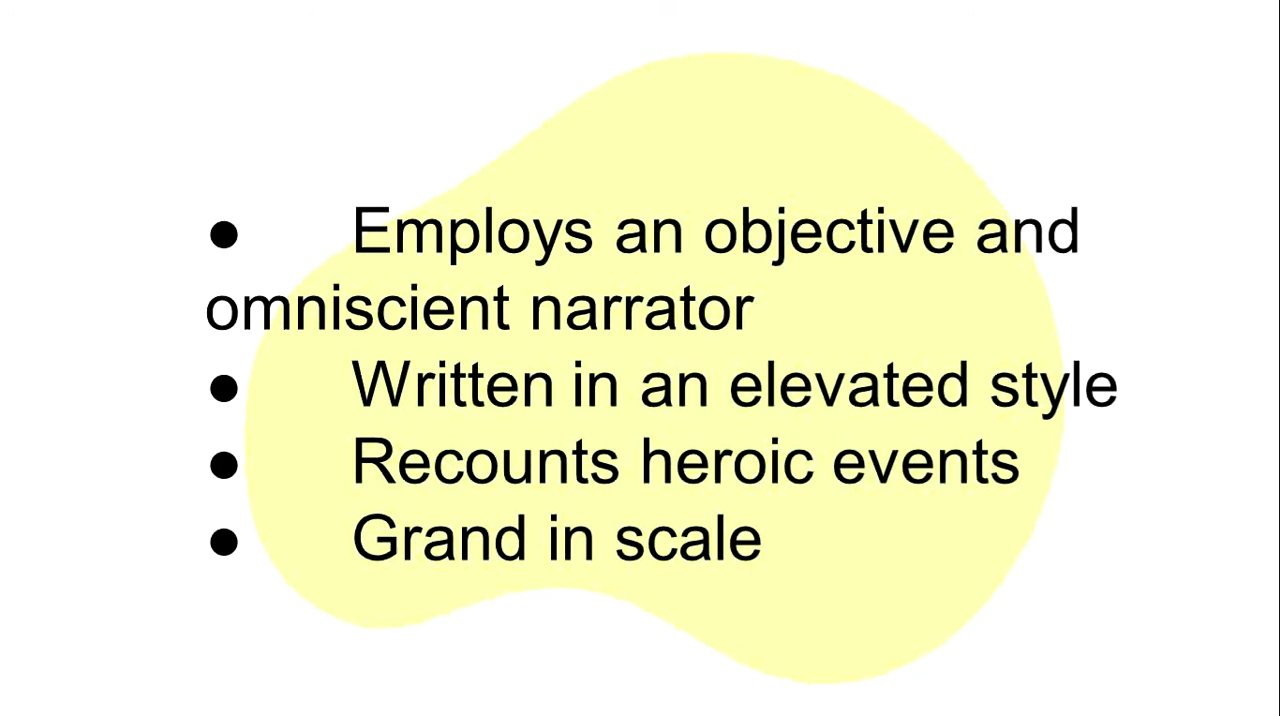 ● Employs an objective and
omniscient narrator
● Written in an elevated style
● Recounts heroic events
● Grand in scale